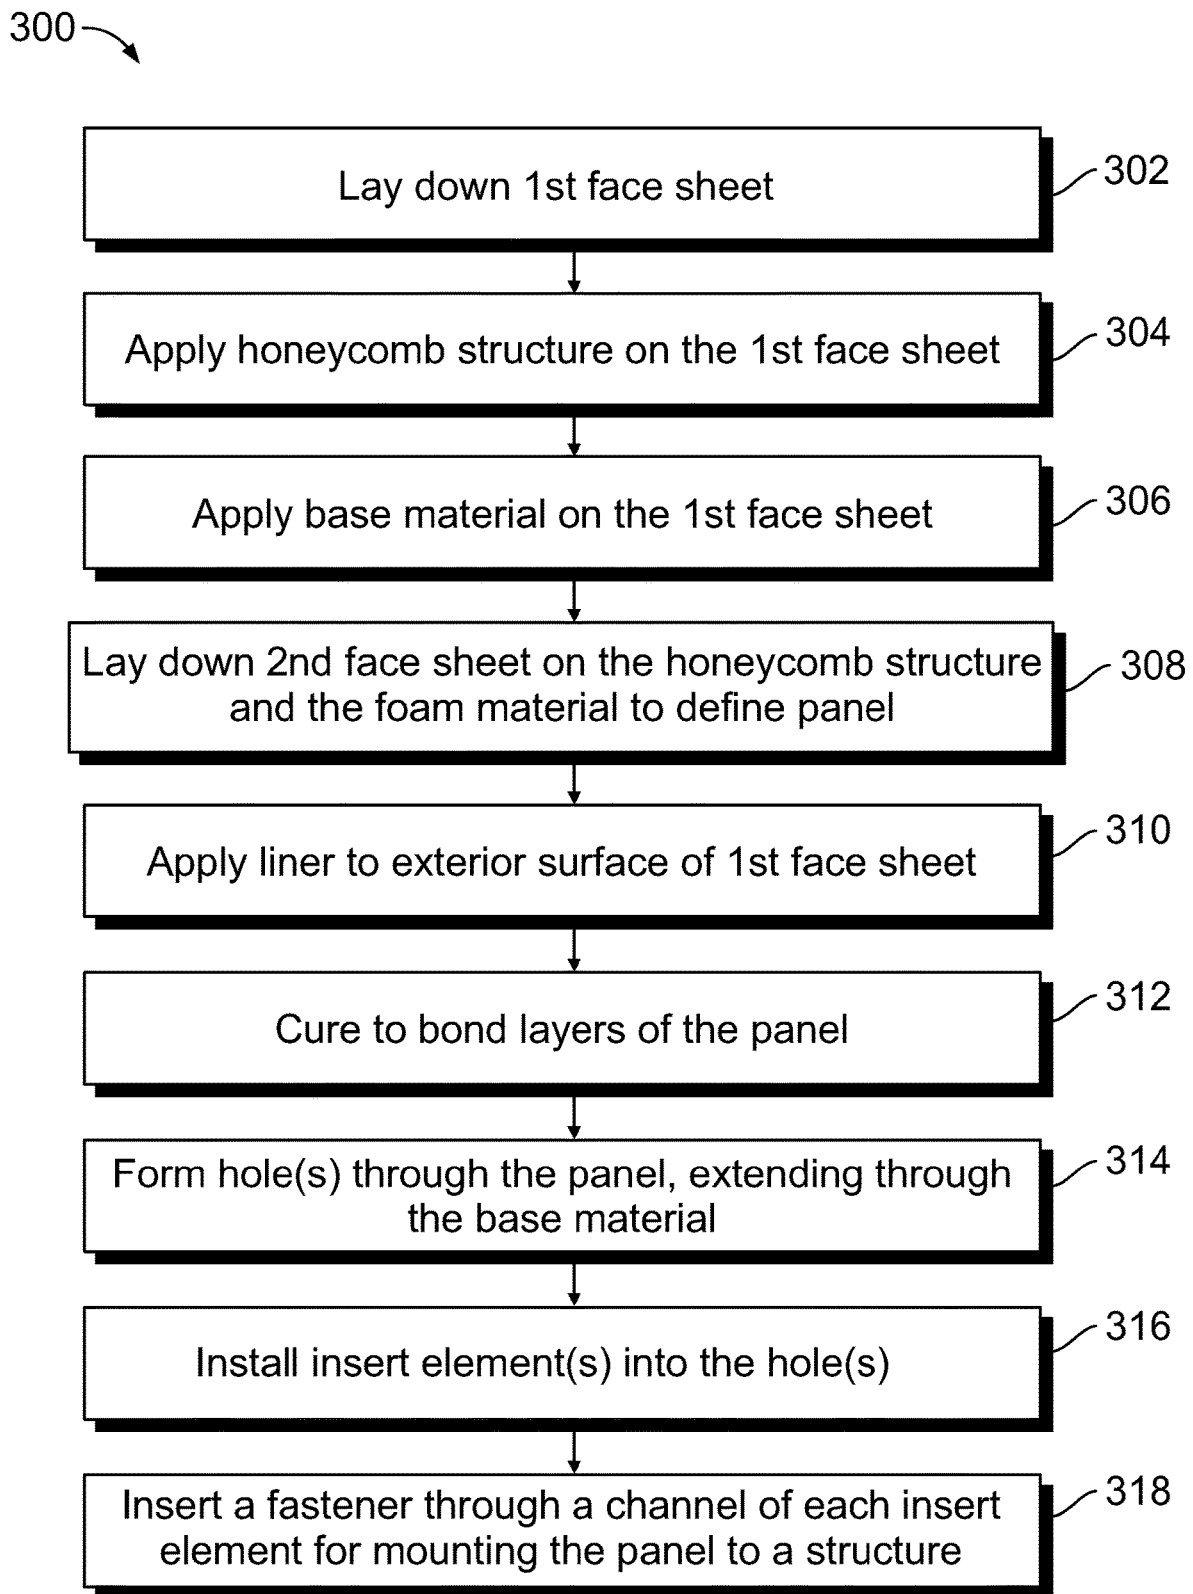 300
Lay down 1st face sheet
302
Apply honeycomb structure on the 1st face sheet
304
Apply base material on the 1st face sheet
306
Lay down 2nd face sheet on the honeycomb structure
and the foam material to define panel
308
Apply liner to exterior surface of 1st face sheet
310
Cure to bond layers of the panel
312
Form hole(s) through the panel, extending through
the base material
314
Install insert element(s) into the hole(s)
316
Insert a fastener through a channel of each insert
element for mounting the panel to a structure
318